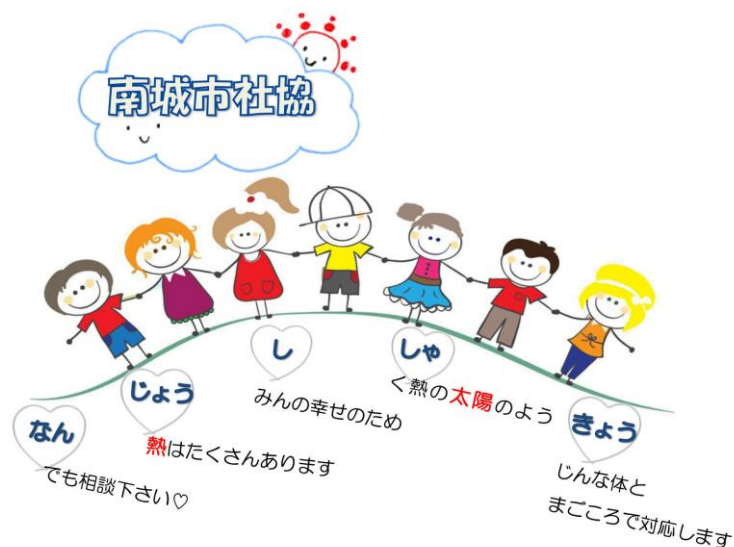 南城市社協
なん
でも相談下さい♡
じょう
熱はたくさんあります
し
みんの幸せのため
しゃ
く熱の太陽のよう
きょう
じんな体と
まごころで対応します